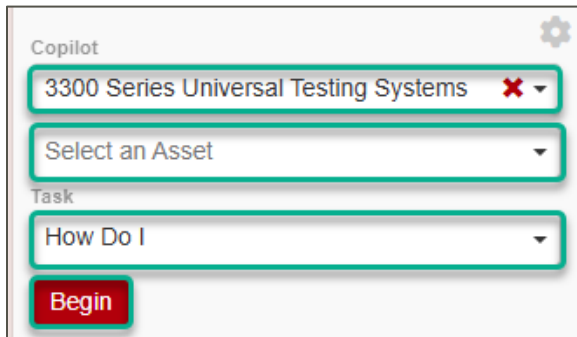 Copilot
3300 Series Universal Testing Systems
Select an Asset
Task
How Do I
Begin